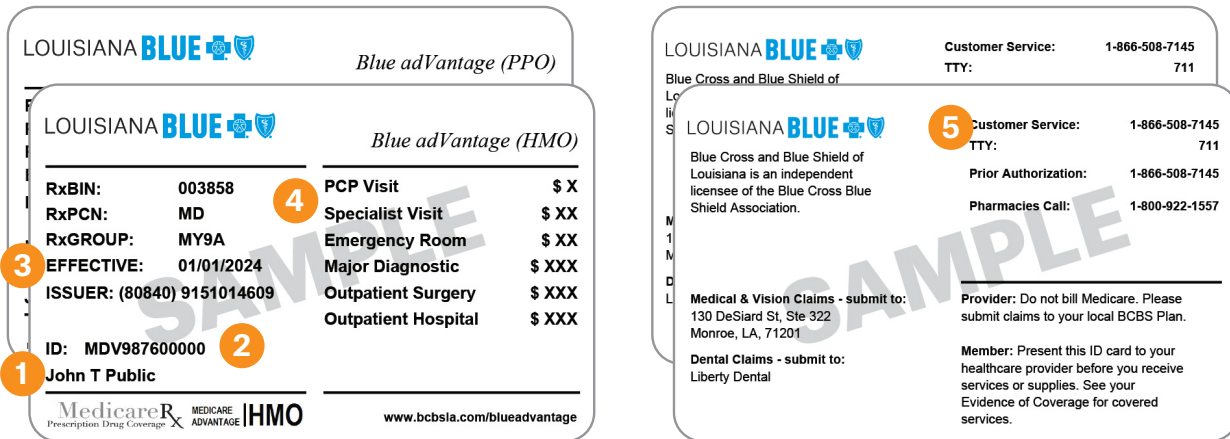 LOUISIANA BLUE
Blue adVantage (PPO)
LOUISIANA BLUE
Blue adVantage (HMO)
RxBIN: 003858
RxPCN: MD
RxGROUP: MY9A
3
EFFECTIVE: 01/01/2024
ISSUER: (80840) 9151014609
ID: MDV987600000
2
1
John T Public
4
PCP Visit $ X
Specialist Visit $ XX
Emergency Room $ XX
Major Diagnostic $ XXX
Outpatient Surgery $ XXX
Outpatient Hospital $ XXX
SAMPLE
MedicareRx
Prescription Drug Coverage
MEDICARE
ADVANTAGE HMO
www.bcbsla.com/blueadvantage
LOUISIANA BLUE
Customer Service: 1-866-508-7145
TTY: 711
Blue Cross and Blue Shield of
LOUISIANA BLUE
5
Customer Service: 1-866-508-7145
TTY: 711
Prior Authorization: 1-866-508-7145
Pharmacies Call: 1-800-922-1557
Blue Cross and Blue Shield of
Louisiana is an independent
licensee of the Blue Cross Blue
Shield Association.
SAMPLE
Medical & Vision Claims - submit to:
130 DeSiard St, Ste 322
Monroe, LA, 71201
Dental Claims - submit to:
Liberty Dental
Provider: Do not bill Medicare. Please
submit claims to your local BCBS Plan.
Member: Present this ID card to your
healthcare provider before you receive
services or supplies. See your
Evidence of Coverage for covered
services.